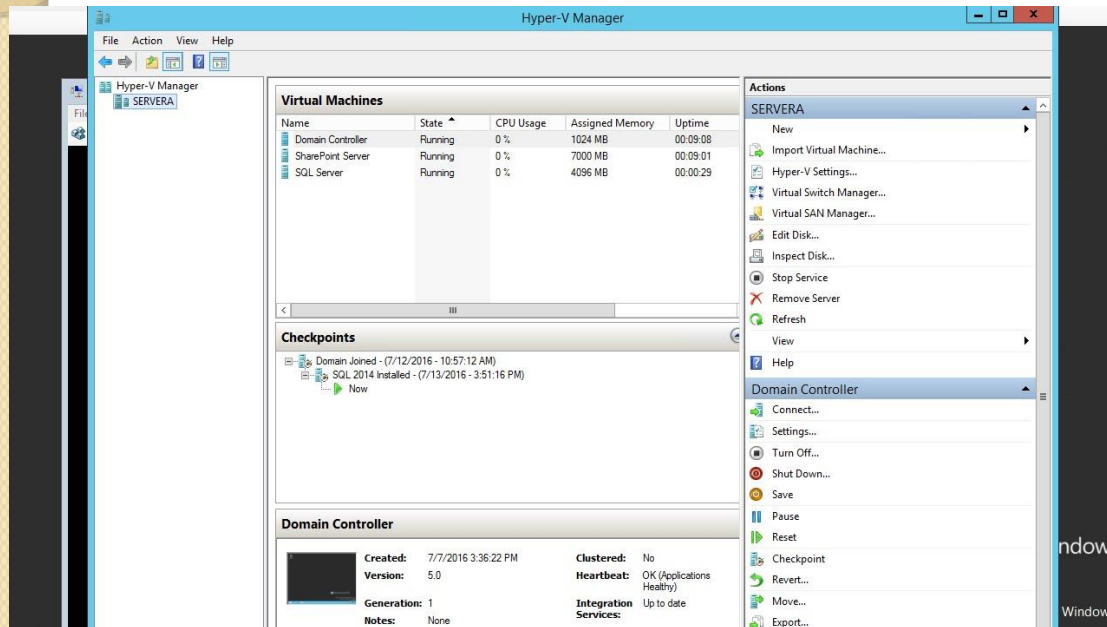 Hyper-V Manager
File Action View Help
Hyper-V Manager
SERVERA
File
Virtual Machines
Name State CPU Usage Assigned Memory Uptime
Domain Controller Running 0 % 1024 MB 00:09:08
SharePoint Server Running 0 % 7000 MB 00:09:01
SQL Server Running 0 % 4096 MB 00:00:29
Checkpoints
Domain Joined - (7/12/2016 - 10:57:12 AM)
SQL 2014 Installed - (7/13/2016 - 3:51:16 PM)
Now
Domain Controller
Created: 7/7/2016 3:36:22 PM Clustered: No
Version: 5.0 Heartbeat: OK (Applications
Healthy)
Generation: 1 Integration Up to date
Services:
Notes: None
Actions
SERVERA
New
Import Virtual Machine...
Hyper-V Settings...
Virtual Switch Manager...
Virtual SAN Manager...
Edit Disk...
Inspect Disk...
Stop Service
Remove Server
Refresh
View
Help
Domain Controller
Connect...
Settings...
Turn Off...
Shut Down...
Save
Pause
Reset
Checkpoint
Revert...
Move...
Export...
ndow
Window